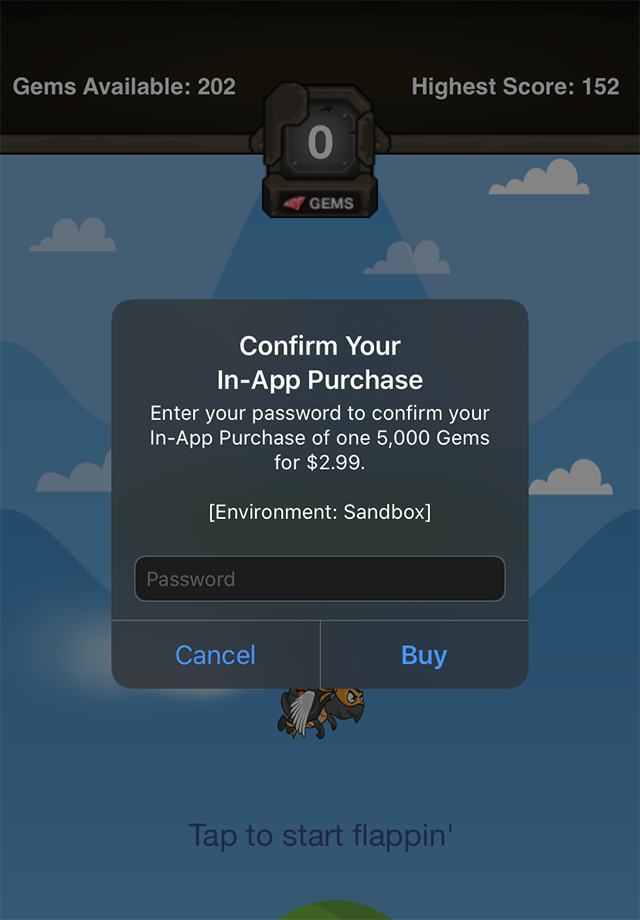 Gems Available: 202
Highest Score: 152
0
GEMS
Confirm Your
In-App Purchase
Enter your password to confirm your
In-App Purchase of one 5,000 Gems
for $2.99.
[Environment: Sandbox]
Password
Cancel
Buy
Tap to start flappin'